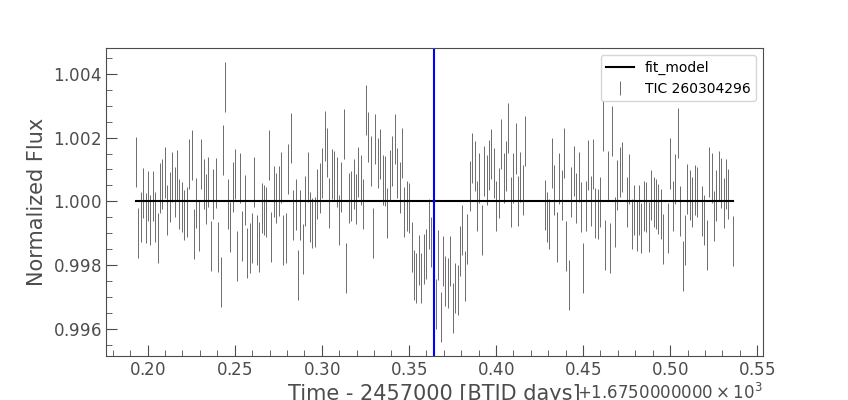 fit_model
TIC 260304296
1.004
1.002
1.000
0.998
0.996
Normalized Flux
0.20 0.25 0.30 0.35 0.40 0.45 0.50 0.55
Time - 2457000 [BTJD days]
+1.6750000000 × 10³